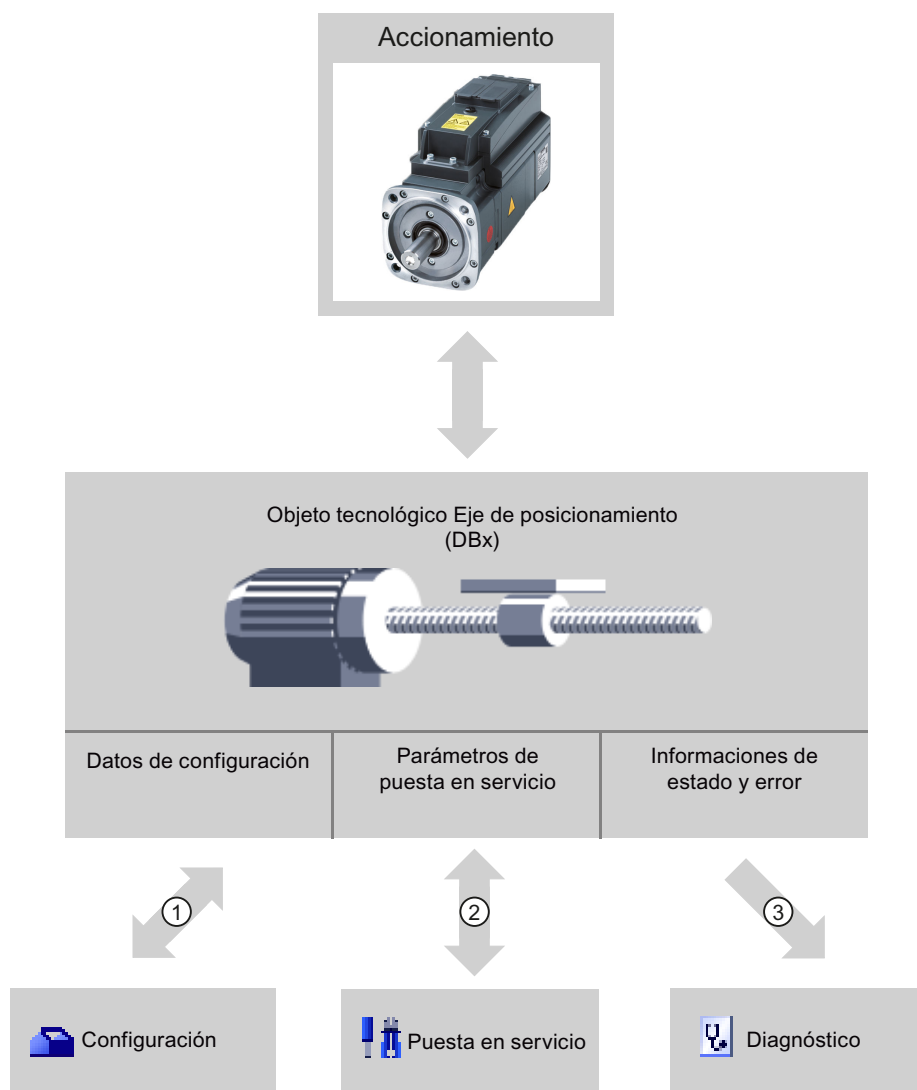 Accionamiento
Objeto tecnológico Eje de posicionamiento
(DBx)
Datos de configuración
Parámetros de
puesta en servicio
Informaciones de
estado y error
1
2
3
Configuración
Puesta en servicio
Diagnóstico